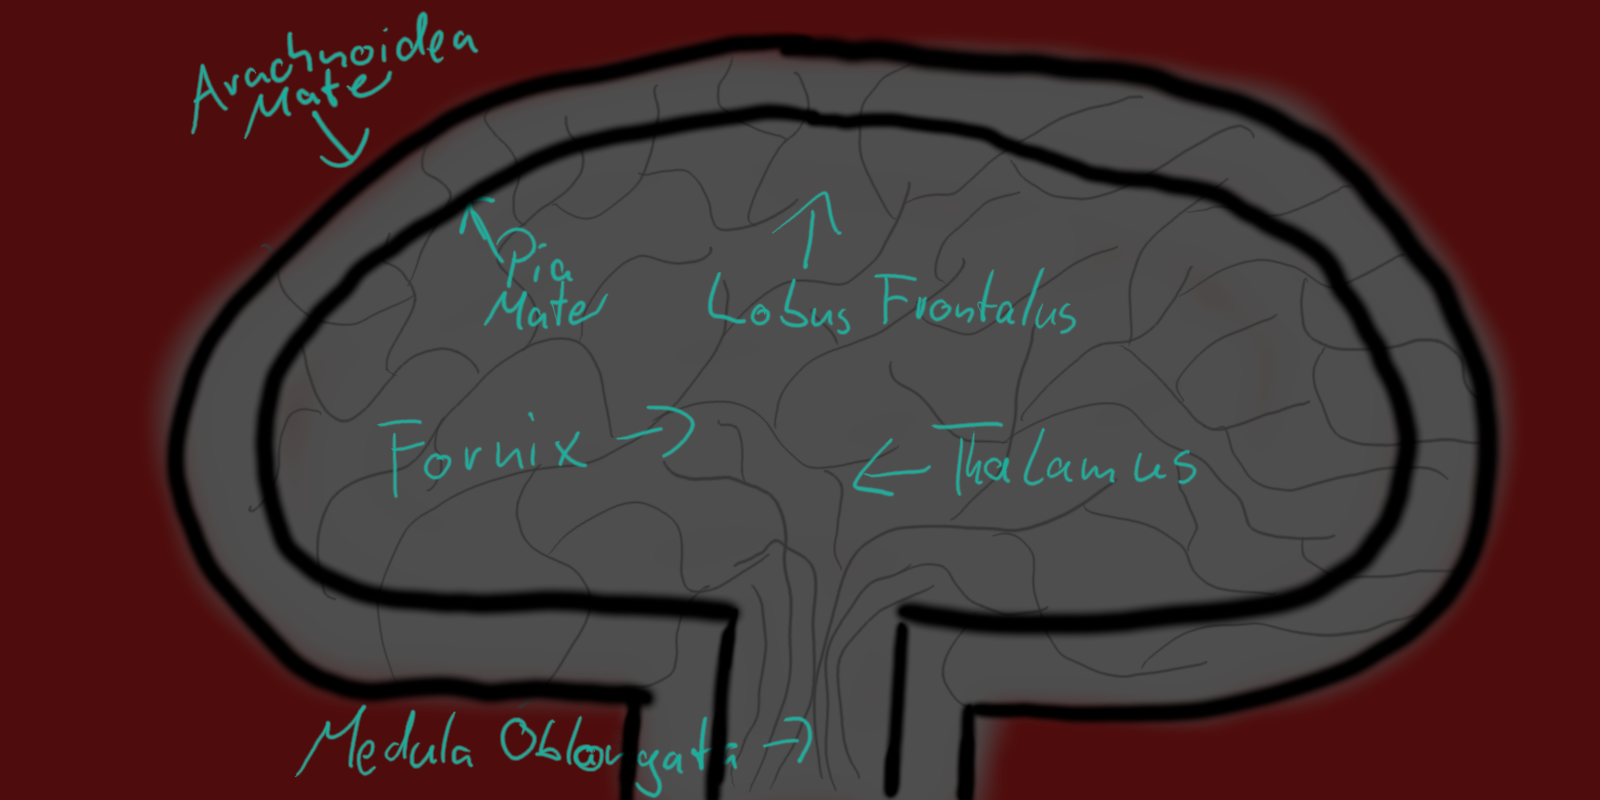 Arachnoidea
Mate
Pia
Mate
Lobus Frontalus
Fornix
Thalamus
Medula Oblongata